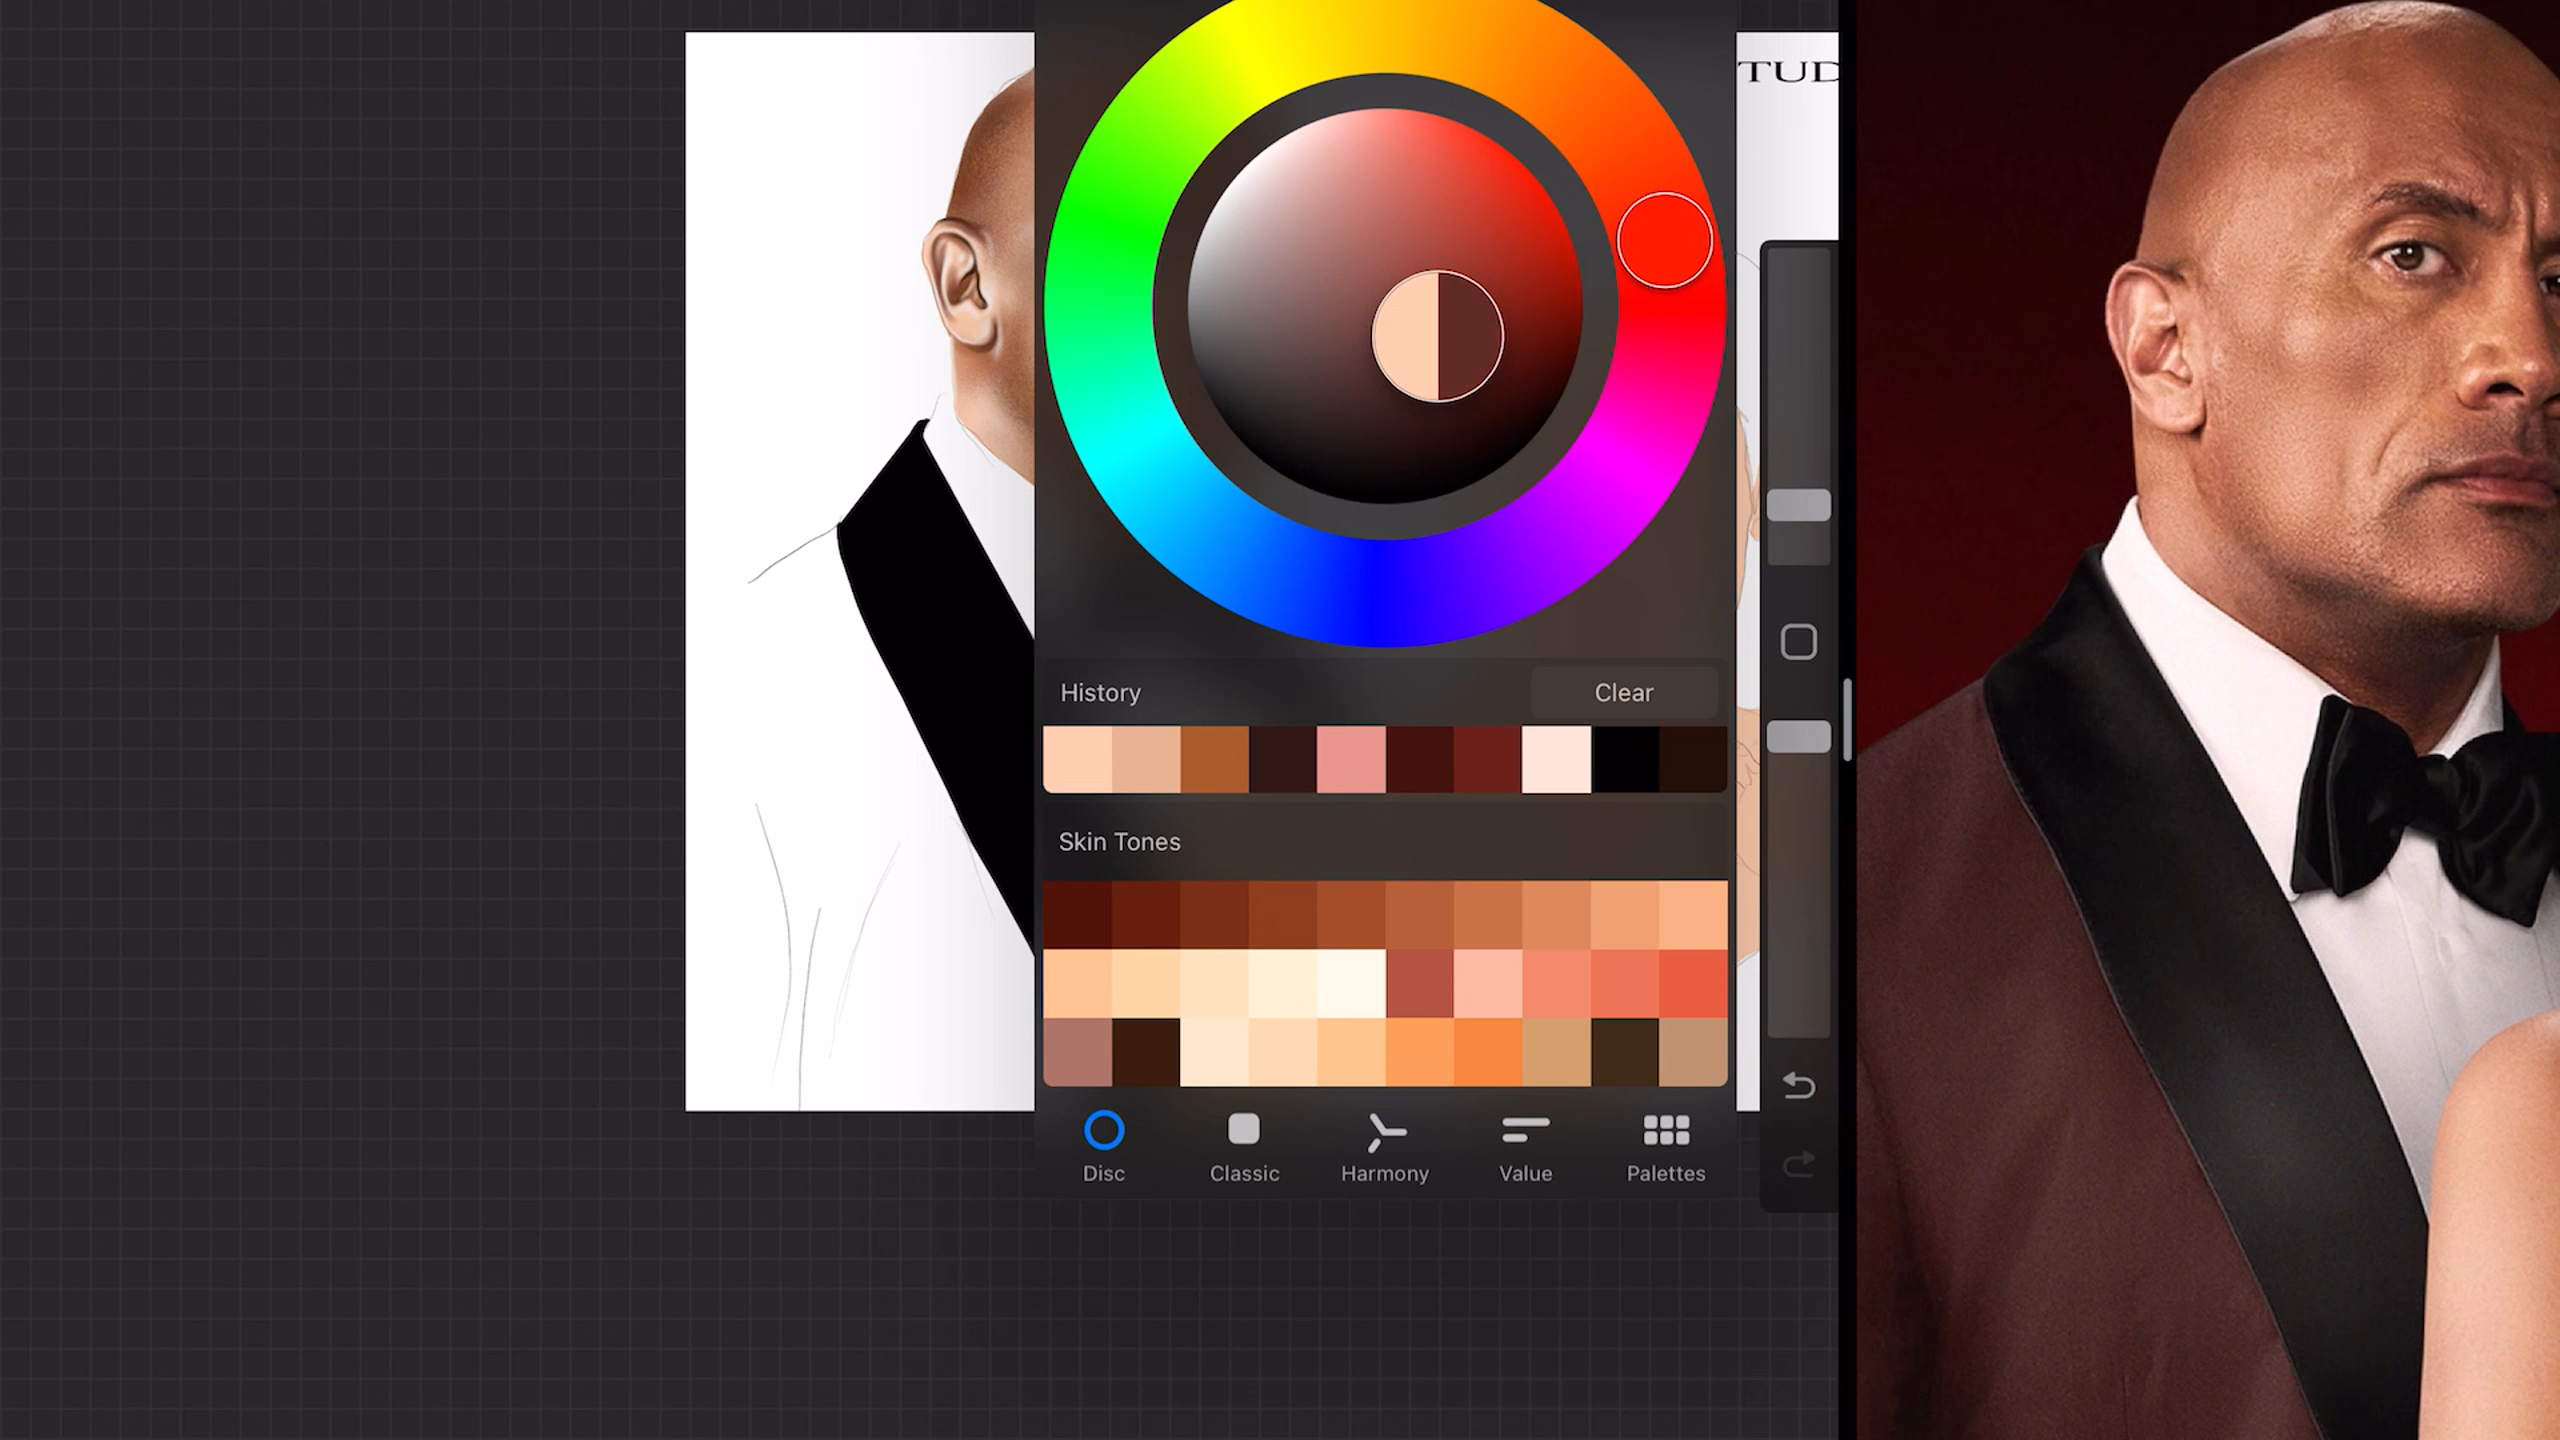 TUD
History
Clear
Skin Tones
Disc
Classic
Harmony
Value
Palettes